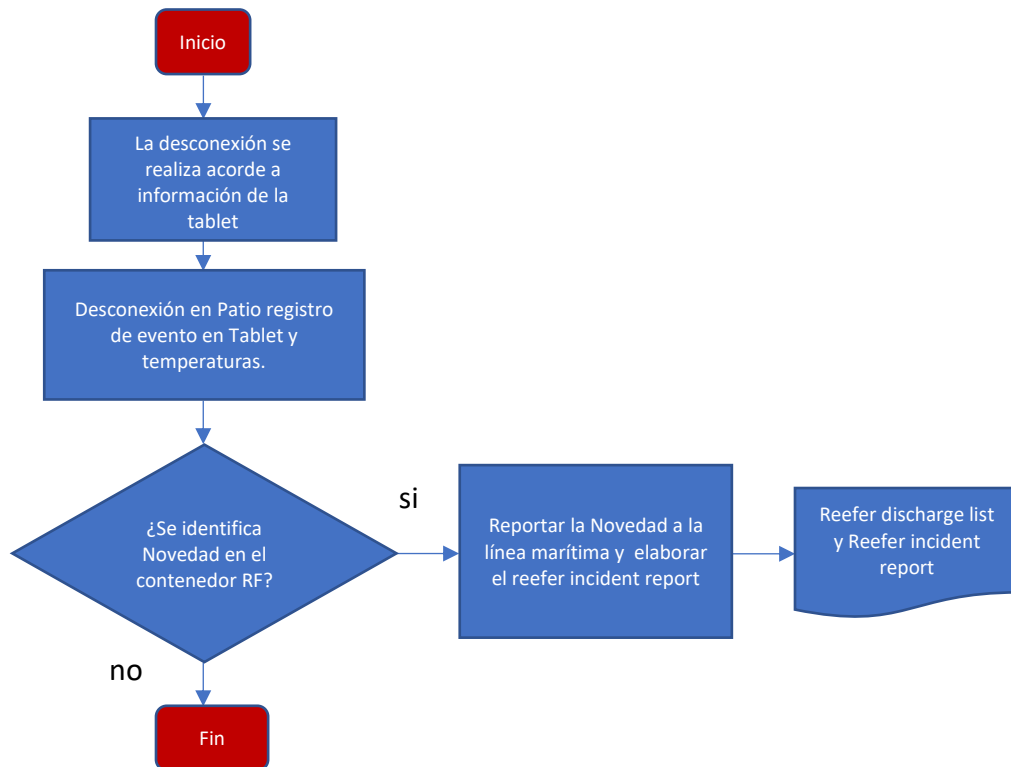 Inicio
La desconexión se
realiza acorde a
información de la
tablet
Desconexión en Patio registro
de evento en Tablet y
temperaturas.
¿Se identifica
Novedad en el
contenedor RF?
si
Reportar la Novedad a la
línea marítima y  elaborar
el reefer incident report
Reefer discharge list
y Reefer incident
report
no
Fin